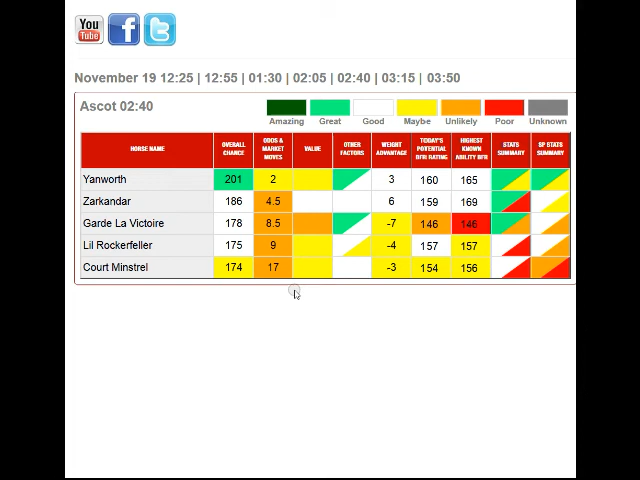 You
Tube
November 19 12:25 | 12:55 | 01:30 | 02:05 | 02:40 | 03:15 | 03:50
Ascot 02:40
Amazing Great Good Maybe Unlikely Poor Unknown
HORSE NAME OVERALL CHANCE ODDS & MARKET MOVES VALUE OTHER FACTORS WEIGHT ADVANTAGE TODAY'S POTENTIAL BFR RATING HIGHEST KNOWN ABILITY BFR STATS SUMMARY SP STATS SUMMARY
Yanworth 201 2 3 160 165
Zarkandar 186 4.5 6 159 169
Garde La Victoire 178 8.5 -7 146 146
Lil Rockerfeller 175 9 -4 157 157
Court Minstrel 174 17 -3 154 156